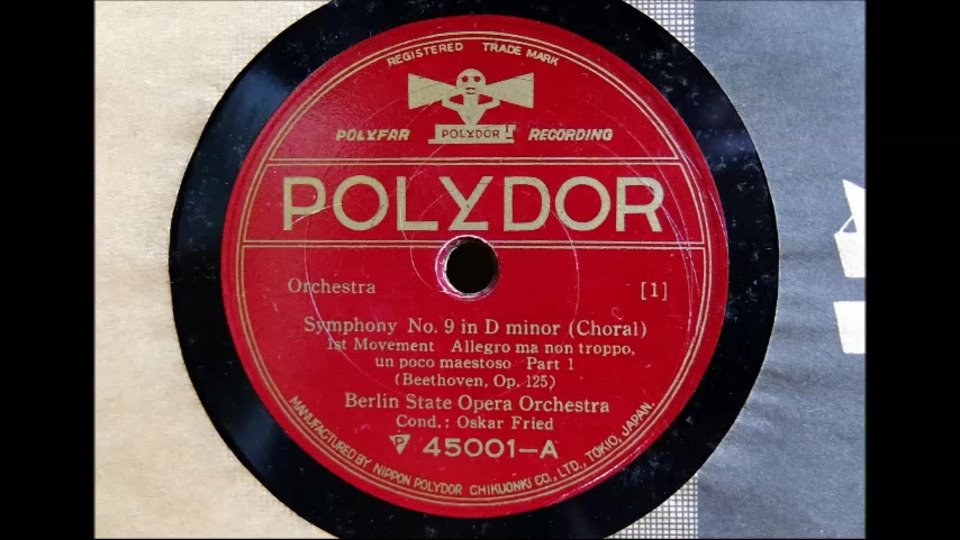 REGISTERED TRADE MARK
POLYFAR POLYDOR RECORDING
POLYDOR
Orchestra [1]
Symphony No. 9 in D minor (Choral)
1st Movement Allegro ma non troppo,
un poco maestoso Part 1
(Beethoven, Op. 125)
Berlin State Opera Orchestra
Cond.: Oskar Fried
P 45001-A
MANUFACTURED BY NIPPON POLYDOR CHIKUONKI CO., LTD., TOKIO, JAPAN.